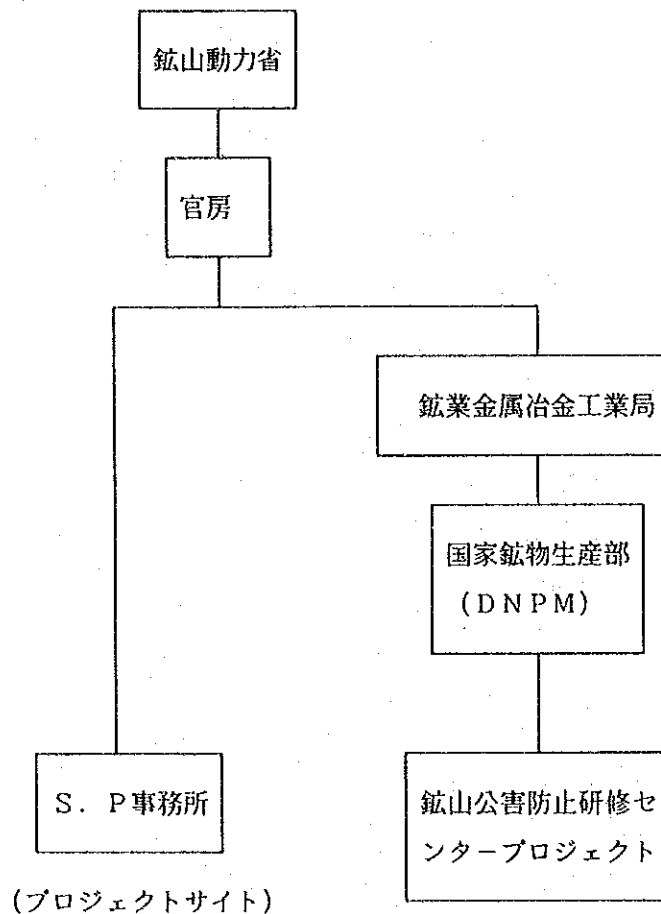 鉱山動力省
官房
鉱業金属冶金工業局
国家鉱物生産部
(DNPM)
S．P事務所
(プロジェクトサイト)
鉱山公害防止研修セ
ンタープロジェクト